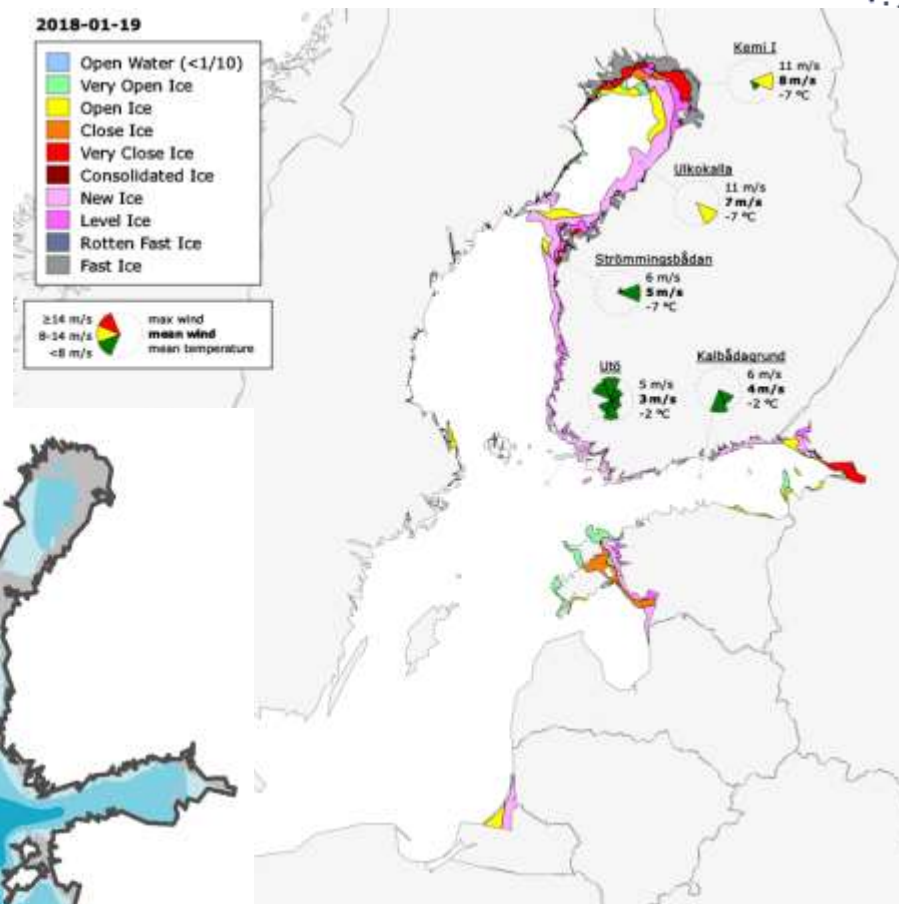 2018-01-19
Open Water (<1/10)
Very Open Ice
Open Ice
Close Ice
Very Close Ice
Consolidated Ice
New Ice
Level Ice
Rotten Fast Ice
Fast Ice
≥14 m/s max wind
8-14 m/s mean wind
<8 m/s mean temperature
Kemi I
11 m/s
8 m/s
-7 °C
Ulkokalla
11 m/s
7 m/s
-7 °C
Strömmingsbådan
6 m/s
5 m/s
-7 °C
Utö
5 m/s
3 m/s
-2 °C
Kalbådagrund
6 m/s
4 m/s
-2 °C